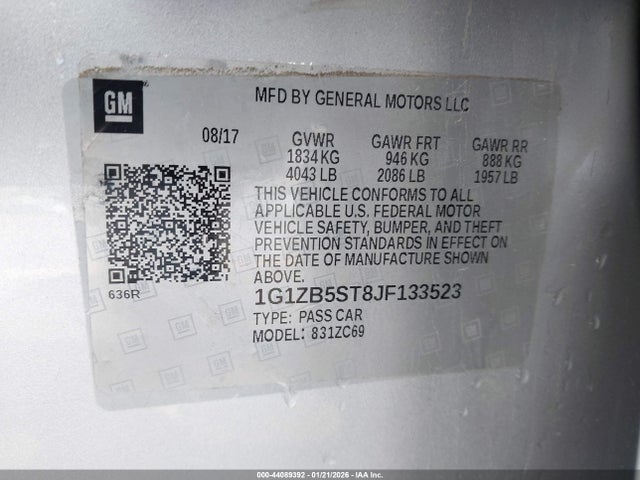 GM
MFD BY GENERAL MOTORS LLC
08/17
GVWR GAWR FRT GAWR RR
1834 KG 946 KG 888 KG
4043 LB 2086 LB 1957 LB
THIS VEHICLE CONFORMS TO ALL
APPLICABLE U.S. FEDERAL MOTOR
VEHICLE SAFETY, BUMPER, AND THEFT
PREVENTION STANDARDS IN EFFECT ON
THE DATE OF MANUFACTURE SHOWN
ABOVE.
636R
1G1ZB5ST8JF133523
TYPE: PASS CAR
MODEL: 831ZC69
000-44089392 - 01/21/2026 - IAA Inc.